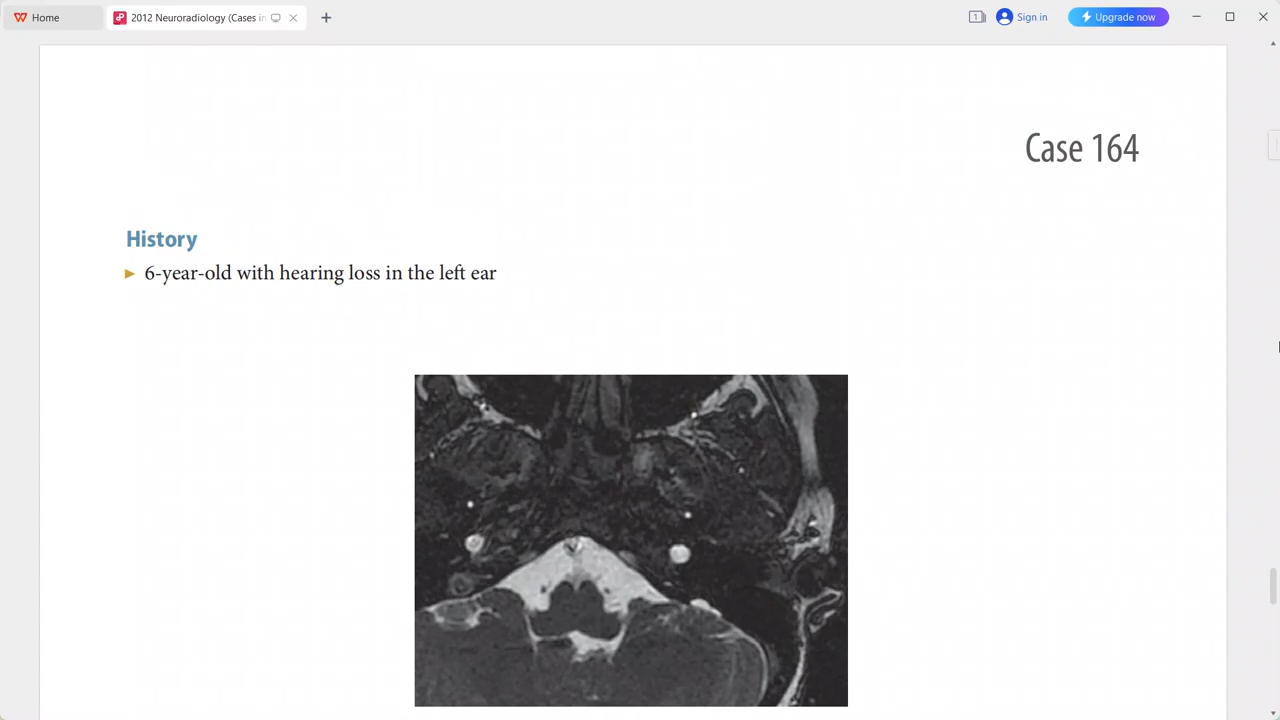 Home
2012 Neuroradiology (Cases in
1
Sign in
Upgrade now
Case 164
History
► 6-year-old with hearing loss in the left ear